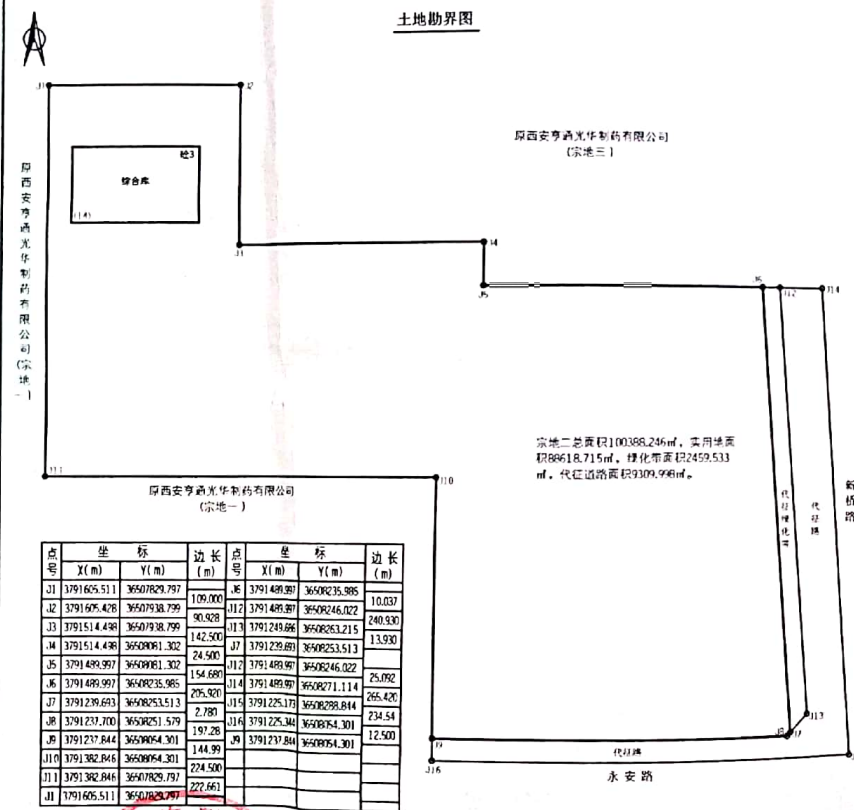 土地勘界图
J1
J2
原西安亨通光华制药有限公司
(宗地三)
砼3
综合库
原西安亨通光华制药有限公司(宗地一)
J3
J4
J5
J6
J12
J14
宗地二总面积100388.246㎡，实用地面
积88618.715㎡，绿化带面积2459.533
㎡，代征道路面积9309.998㎡。
J11
J10
原西安亨通光华制药有限公司
(宗地一)
代征绿化带
代征路
新桥路
点号 坐标 边长(m) 点号 坐标 边长(m)
X(m) Y(m) X(m) Y(m)
J1 3791605.511 36507829.797 J6 3791489.997 36508235.985
109.000 10.037
J2 3791605.428 36507938.799 J12 3791489.997 36508246.022
90.928 240.930
J3 3791514.498 36507938.799 J13 3791249.686 36508263.215
142.500 13.930
J4 3791514.498 36508081.302 J7 3791239.693 36508253.513
24.500
J5 3791489.997 36508081.302 J12 3791489.997 36508246.022
154.680 25.092
J6 3791489.997 36508235.985 J14 3791489.997 36508271.114
205.920 265.420
J7 3791239.693 36508253.513 J15 3791225.173 36508288.844
2.780 234.54
J8 3791237.700 36508251.579 J16 3791225.344 36508054.301
197.28 12.500
J9 3791237.844 36508054.301 J9 3791237.844 36508054.301
144.99
J10 3791382.846 36508054.301
224.500
J11 3791382.846 36507829.797
222.661
J1 3791605.511 36507829.797
J13
J9
J8
J7
代征路
J16
永安路